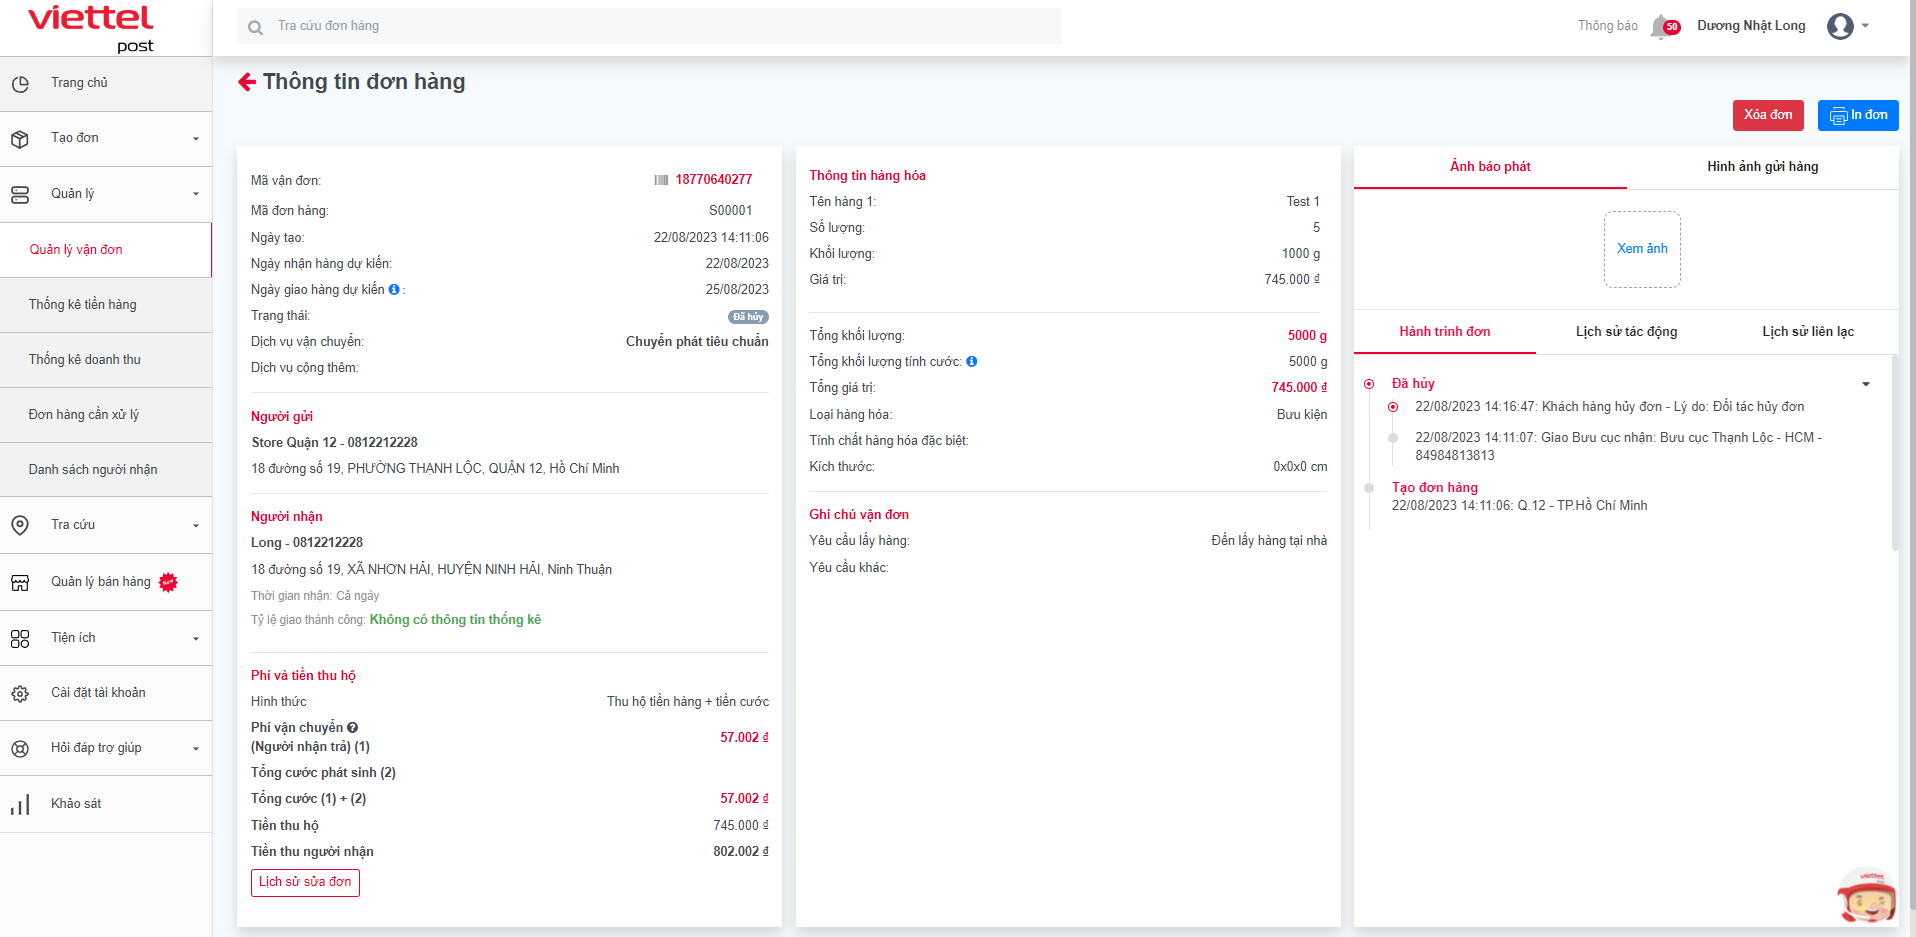 viettel
post
Tra cứu đơn hàng
Thông báo
50
Dương Nhật Long
Trang chủ
Tạo đơn
Quản lý
Quản lý vận đơn
Thống kê tiền hàng
Thống kê doanh thu
Đơn hàng cần xử lý
Danh sách người nhận
Tra cứu
Quản lý bán hàng
Tiện ích
Cài đặt tài khoản
Hỏi đáp trợ giúp
Khảo sát
Thông tin đơn hàng
Xóa đơn
In đơn
Mã vận đơn: 18770640277
Mã đơn hàng: S00001
Ngày tạo: 22/08/2023 14:11:06
Ngày nhận hàng dự kiến: 22/08/2023
Ngày giao hàng dự kiến : 25/08/2023
Trạng thái: Đã hủy
Dịch vụ vận chuyển: Chuyển phát tiêu chuẩn
Dịch vụ cộng thêm:
Người gửi
Store Quận 12 - 0812212228
18 đường số 19, PHƯỜNG THẠNH LỘC, QUẬN 12, Hồ Chí Minh
Người nhận
Long - 0812212228
18 đường số 19, XÃ NHƠN HẢI, HUYỆN NINH HẢI, Ninh Thuận
Thời gian nhận: Cả ngày
Tỷ lệ giao thành công: Không có thông tin thống kê
Phí và tiền thu hộ
Hình thức Thu hộ tiền hàng + tiền cước
Phí vận chuyển
(Người nhận trả) (1) 57.002 ₫
Tổng cước phát sinh (2)
Tổng cước (1) + (2) 57.002 ₫
Tiền thu hộ 745.000 ₫
Tiền thu người nhận 802.002 ₫
Lịch sử sửa đơn
Thông tin hàng hóa
Tên hàng 1: Test 1
Số lượng: 5
Khối lượng: 1000 g
Giá trị: 745.000 ₫
Tổng khối lượng: 5000 g
Tổng khối lượng tính cước: 5000 g
Tổng giá trị: 745.000 ₫
Loại hàng hóa: Bưu kiện
Tính chất hàng hóa đặc biệt:
Kích thước: 0x0x0 cm
Ghi chú vận đơn
Yêu cầu lấy hàng: Đến lấy hàng tại nhà
Yêu cầu khác:
Ảnh báo phát
Hình ảnh gửi hàng
Xem ảnh
Hành trình đơn
Lịch sử tác động
Lịch sử liên lạc
Đã hủy
22/08/2023 14:16:47: Khách hàng hủy đơn - Lý do: Đối tác hủy đơn
22/08/2023 14:11:07: Giao Bưu cục nhận: Bưu cục Thạnh Lộc - HCM -
84984813813
Tạo đơn hàng
22/08/2023 14:11:06: Q.12 - TP.Hồ Chí Minh
viettel